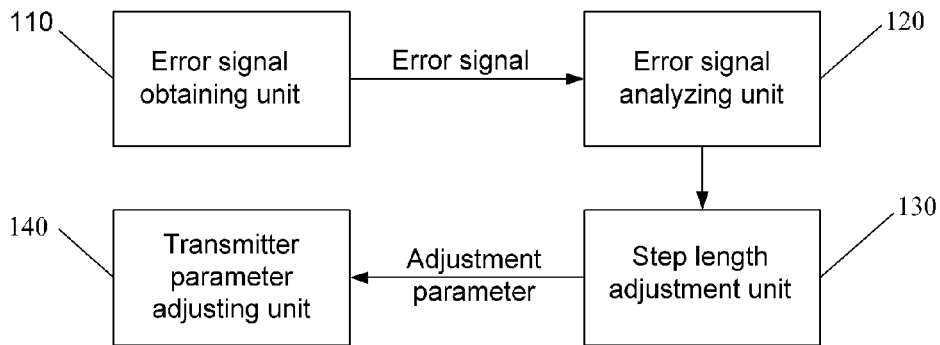 110
Error signal
obtaining unit
Error signal
Error signal
analyzing unit
120
140
Transmitter
parameter
adjusting unit
Adjustment
parameter
Step length
adjustment unit
130